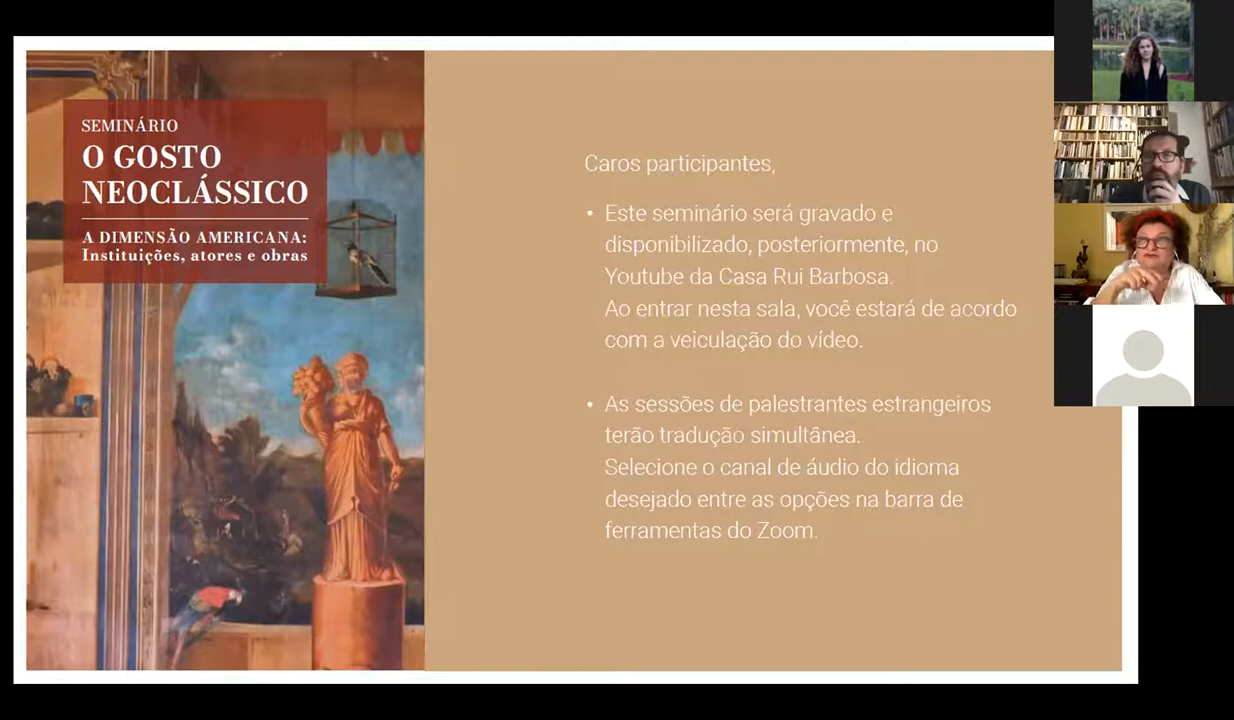 SEMINÁRIO
O GOSTO
NEOCLÁSSICO
A DIMENSÃO AMERICANA:
Instituições, atores e obras
Caros participantes,
• Este seminário será gravado e
disponibilizado, posteriormente, no
Youtube da Casa Rui Barbosa.
Ao entrar nesta sala, você estará de acordo
com a veiculação do vídeo.
• As sessões de palestrantes estrangeiros
terão tradução simultânea.
Selecione o canal de áudio do idioma
desejado entre as opções na barra de
ferramentas do Zoom.